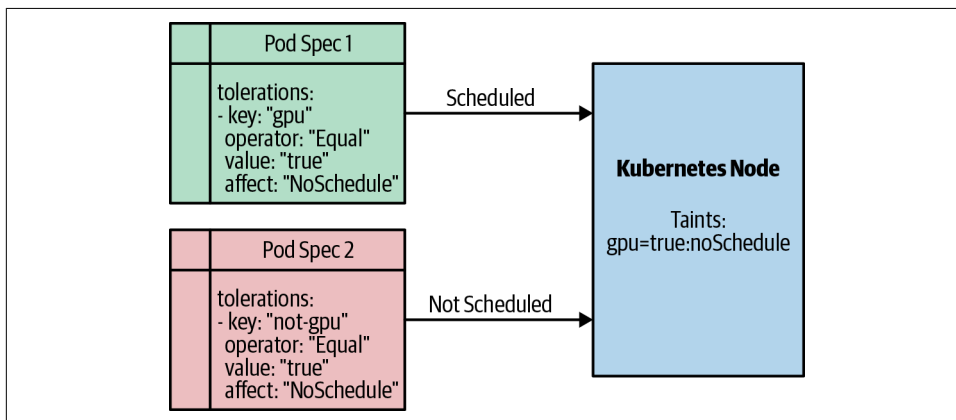 Pod Spec 1
tolerations:
- key: "gpu"
operator: "Equal"
value: "true"
affect: "NoSchedule"
Scheduled
Pod Spec 2
tolerations:
- key: "not-gpu"
operator: "Equal"
value: "true"
affect: "NoSchedule"
Not Scheduled
Kubernetes Node
Taints:
gpu=true:noSchedule